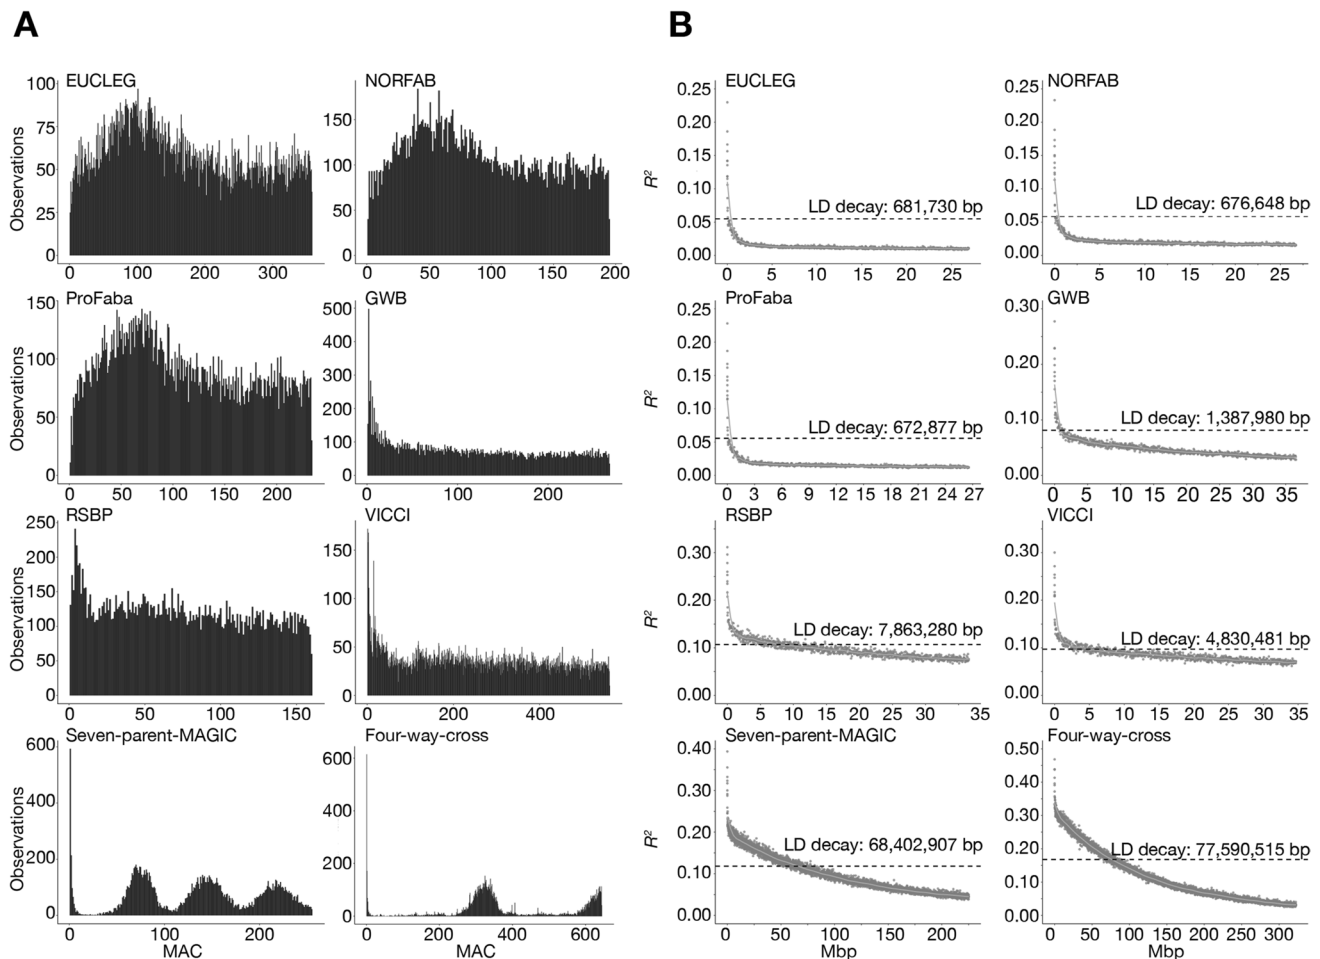 A
B
EUCLEG
NORFAB
Observations
100
75
50
25
0
0 100 200 300
150
100
50
0
0 50 100 150 200
ProFaba
GWB
Observations
150
100
50
0
0 50 100 150 200
500
400
300
200
100
0
0 100 200
RSBP
VICCI
Observations
250
200
150
100
50
0
0 50 100 150
150
100
50
0
0 200 400
Seven-parent-MAGIC
Four-way-cross
Observations
600
400
200
0
0 100 200
MAC
600
400
200
0
0 200 400 600
MAC
EUCLEG
NORFAB
R²
0.25
0.20
0.15
0.10
0.05
0.00
LD decay: 681,730 bp
0 5 10 15 20 25
0.25
0.20
0.15
0.10
0.05
0.00
LD decay: 676,648 bp
0 5 10 15 20 25
ProFaba
GWB
R²
0.25
0.20
0.15
0.10
0.05
0.00
LD decay: 672,877 bp
0 3 6 9 12 15 18 21 24 27
0.30
0.20
0.10
0.00
LD decay: 1,387,980 bp
0 5 10 15 20 25 30 35
RSBP
VICCI
R²
0.30
0.20
0.10
0.00
LD decay: 7,863,280 bp
0 5 10 15 20 25 30 35
0.30
0.20
0.10
0.00
LD decay: 4,830,481 bp
0 5 10 15 20 25 30 35
Seven-parent-MAGIC
Four-way-cross
R²
0.40
0.30
0.20
0.10
0.00
LD decay: 68,402,907 bp
0 50 100 150 200
Mbp
0.50
0.40
0.30
0.20
0.10
0.00
LD decay: 77,590,515 bp
0 50 100 150 200 250 300
Mbp